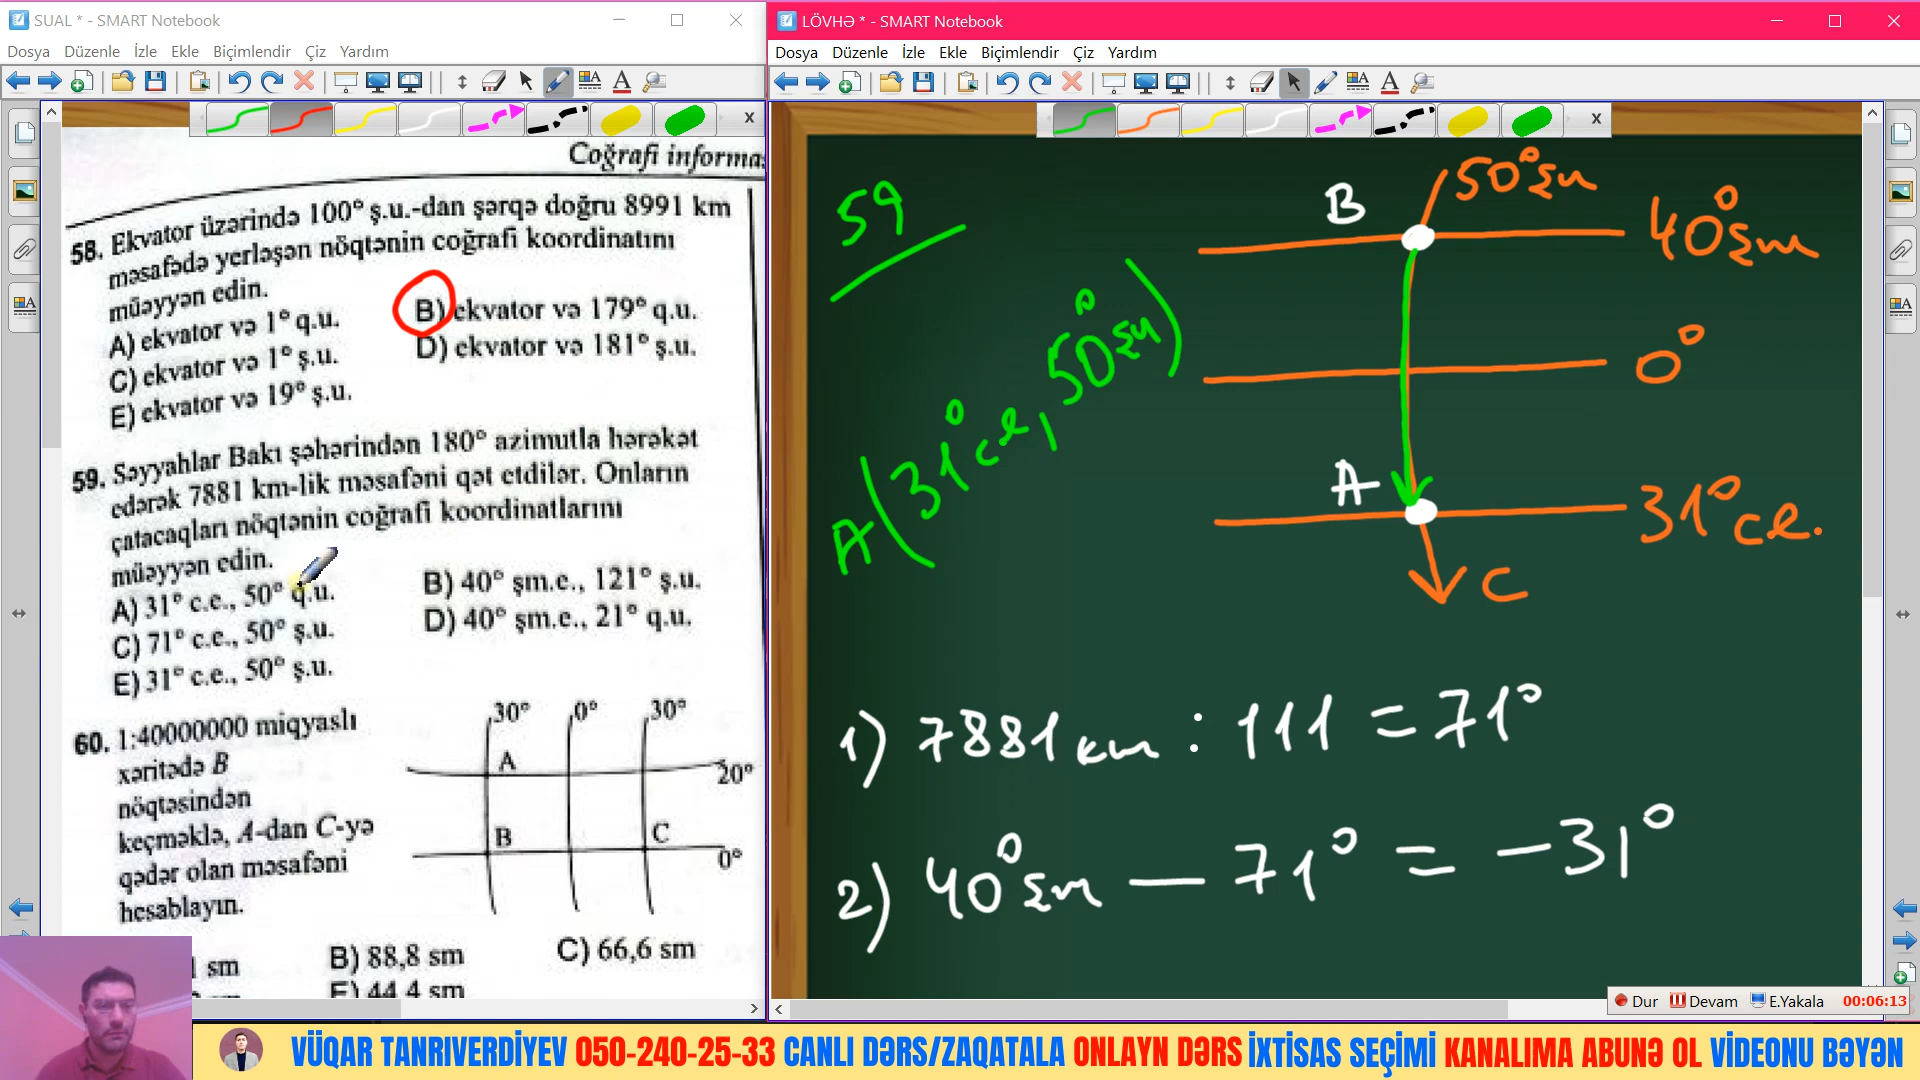 SUAL * - SMART Notebook
Dosya Düzenle İzle Ekle Biçimlendir Çiz Yardım
Coğrafi informa
58. Ekvator üzərində 100° ş.u.-dan şərqə doğru 8991 km
məsafədə yerləşən nöqtənin coğrafi koordinatını
müəyyən edin.
A) ekvator və 1° q.u.
B) ekvator və 179° q.u.
C) ekvator və 1° ş.u.
D) ekvator və 181° ş.u.
E) ekvator və 19° ş.u.
59. Səyyahlar Bakı şəhərindən 180° azimutla hərəkət
edərək 7881 km-lik məsafəni qət etdilər. Onların
çatacaqları nöqtənin coğrafi koordinatlarını
müəyyən edin.
A) 31° c.e., 50° q.u.
B) 40° şm.e., 121° ş.u.
C) 71° c.e., 50° ş.u.
D) 40° şm.e., 21° q.u.
E) 31° c.e., 50° ş.u.
60. 1:40000000 miqyaslı
xəritədə B
nöqtəsindən
keçməklə, A-dan C-yə
qədər olan məsafəni
hesablayın.
30° 0° 30°
A
20°
B C
0°
sm
B) 88,8 sm
C) 66,6 sm
E) 44,4 sm
LÖVHƏ * - SMART Notebook
Dosya Düzenle İzle Ekle Biçimlendir Çiz Yardım
59
B
50°şu
40°şm
0°
A
31°ce.
C
A(31°ce, 50°şu)
1) 7881 km : 111 = 71°
2) 40°şm — 71° = -31°
Dur Devam E.Yakala 00:06:13
VÜQAR TANRIVERDİYEV 050-240-25-33 CANLI DƏRS/ZAQATALA ONLAYN DƏRS İXTİSAS SEÇİMİ KANALIMA ABUNƏ OL VİDEONU BƏYƏN